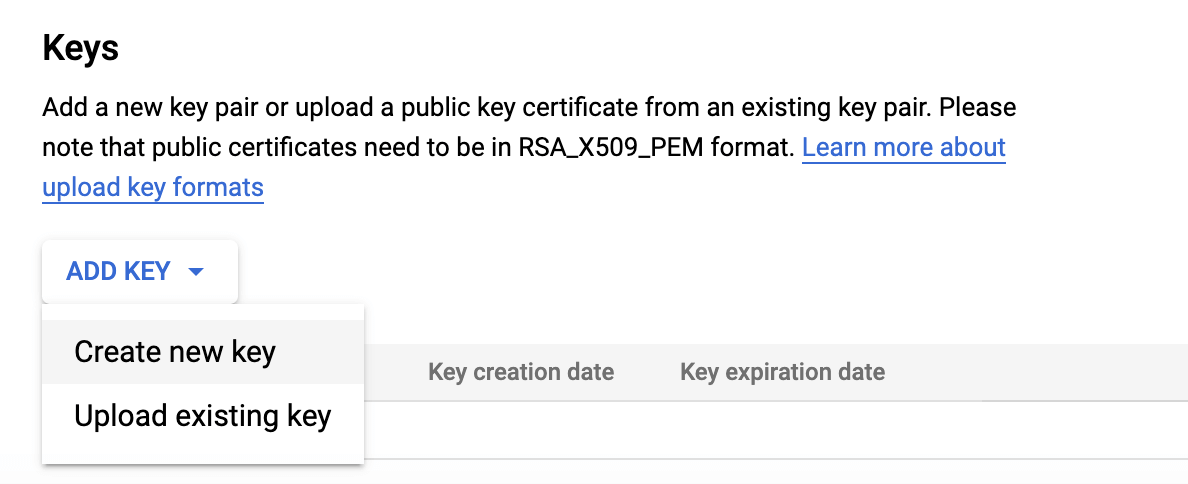 Keys
Add a new key pair or upload a public key certificate from an existing key pair. Please
note that public certificates need to be in RSA_X509_PEM format. Learn more about
upload key formats
ADD KEY
Create new key
Upload existing key
Key creation date
Key expiration date